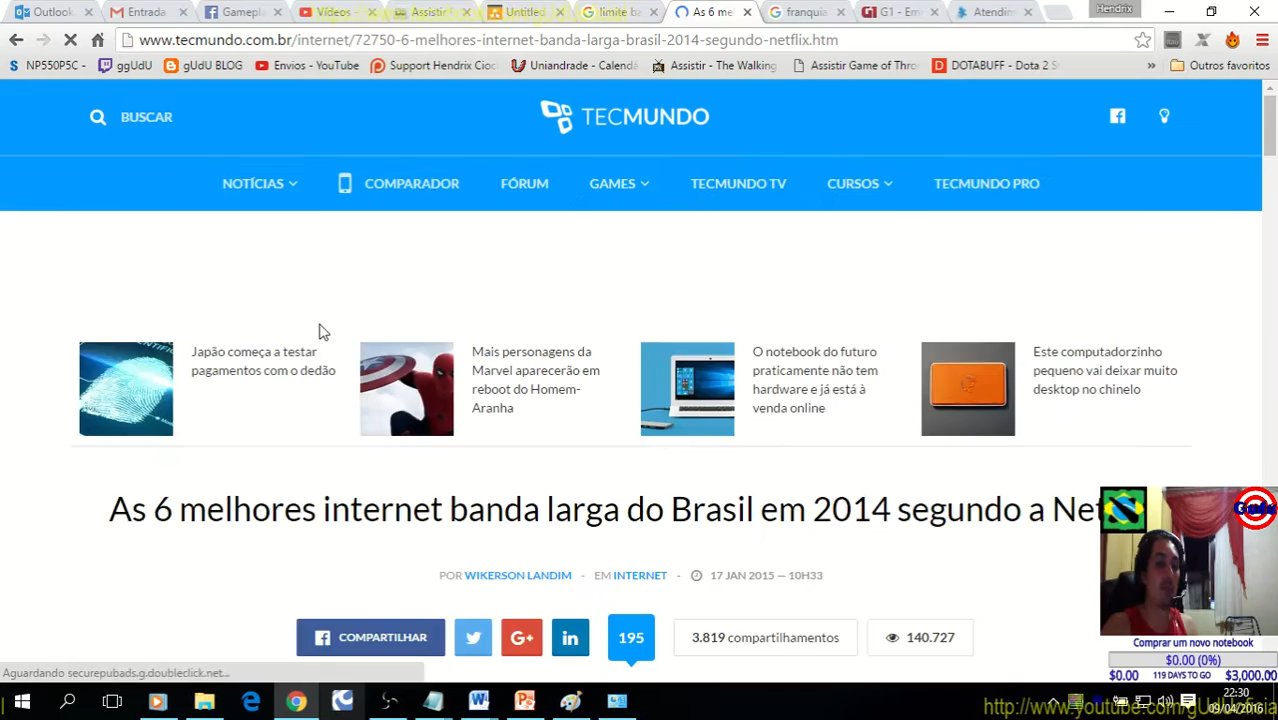 Outlook
Entrada
Gamepla
Vídeos -
Assistir
Untitled
limite ba
As 6 me
franquia
G1 - Em
Atendim
Hendrix
www.tecmundo.com.br/internet/72750-6-melhores-internet-banda-larga-brasil-2014-segundo-netflix.htm
NP550P5C -
ggUdU
gUdU BLOG
Envios - YouTube
Support Hendrix Cioc
Uniandrade - Calend
Assistir - The Walking
Assistir Game of Thro
DOTABUFF - Dota 2 S
»
Outros favoritos
BUSCAR
TECMUNDO
NOTÍCIAS
COMPARADOR
FÓRUM
GAMES
TECMUNDO TV
CURSOS
TECMUNDO PRO
Japão começa a testar
pagamentos com o dedão
Mais personagens da
Marvel aparecerão em
reboot do Homem-
Aranha
O notebook do futuro
praticamente não tem
hardware e já está à
venda online
Este computadorzinho
pequeno vai deixar muito
desktop no chinelo
As 6 melhores internet banda larga do Brasil em 2014 segundo a Net
POR WIKERSON LANDIM - EM INTERNET - 17 JAN 2015 — 10H33
COMPARTILHAR
195
3.819 compartilhamentos
140.727
Gudu
Comprar um novo notebook
$0.00 (0%)
$0.00 119 DAYS TO GO $3,000.00
Aguardando securepubads.g.doubleclick.net...
22:30
09/04/2016